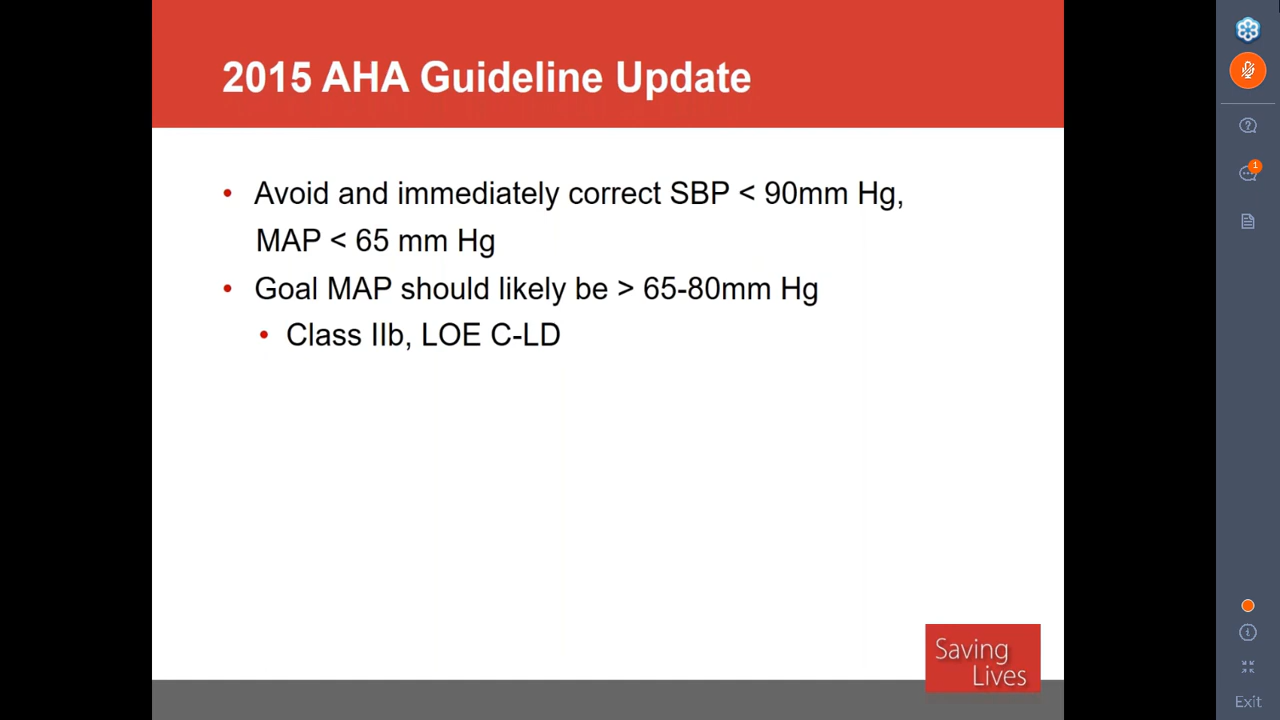 2015 AHA Guideline Update
• Avoid and immediately correct SBP < 90mm Hg,
MAP < 65 mm Hg
• Goal MAP should likely be > 65-80mm Hg
• Class IIb, LOE C-LD
Saving
Lives
1
Exit